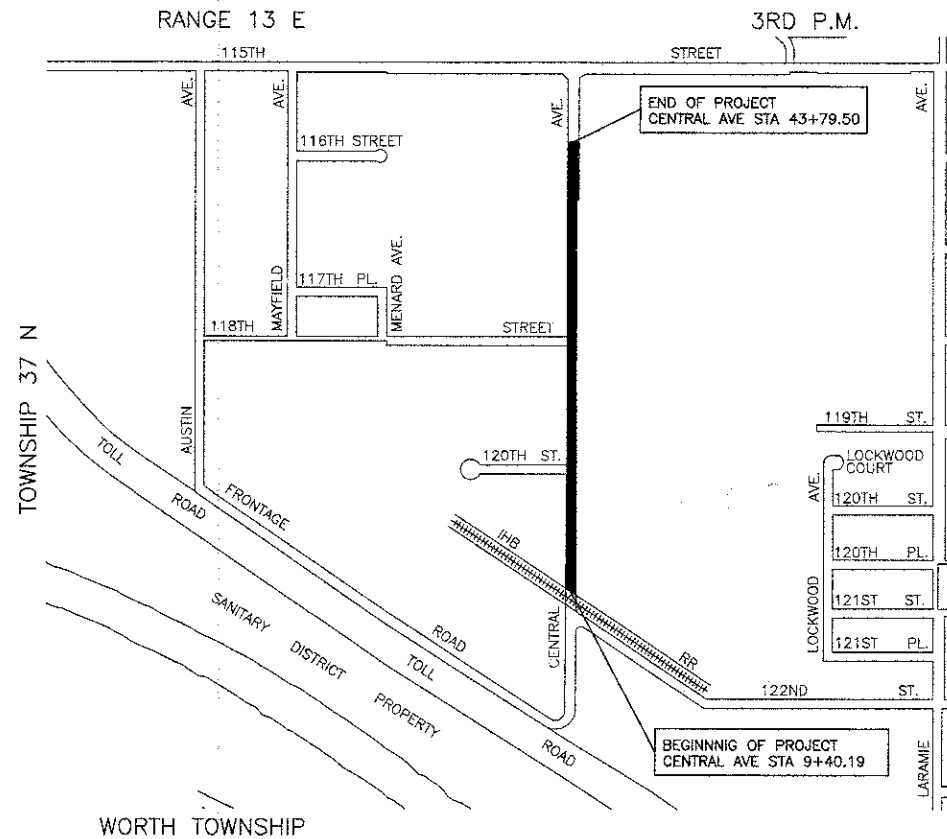 RANGE 13 E
3RD P.M.
115TH
STREET
AVE.
AVE.
AVE.
AVE.
END OF PROJECT
CENTRAL AVE STA 43+79.50
116TH STREET
MENARD AVE.
MAYFIELD
117TH PL.
118TH
STREET
TOWNSHIP 37 N
AUSTIN
119TH ST.
LOCKWOOD
COURT
120TH ST.
AVE.
120TH ST.
TOLL
ROAD
FRONTAGE
ROAD
IHB
RR
120TH PL.
121ST ST.
LOCKWOOD
121ST PL.
SANITARY
DISTRICT
PROPERTY
TOLL
ROAD
CENTRAL
122ND ST.
BEGINNNIG OF PROJECT
CENTRAL AVE STA 9+40.19
LARAMIE
WORTH TOWNSHIP